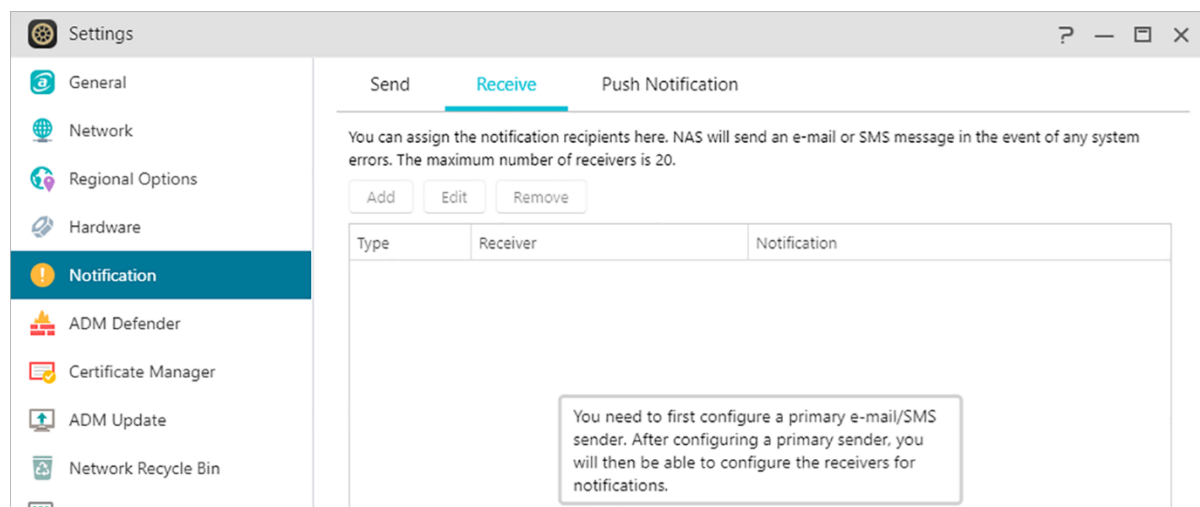 Settings
General
Network
Regional Options
Hardware
Notification
ADM Defender
Certificate Manager
ADM Update
Network Recycle Bin
Send Receive Push Notification
You can assign the notification recipients here. NAS will send an e-mail or SMS message in the event of any system
errors. The maximum number of receivers is 20.
Add Edit Remove
Type Receiver Notification
You need to first configure a primary e-mail/SMS
sender. After configuring a primary sender, you
will then be able to configure the receivers for
notifications.